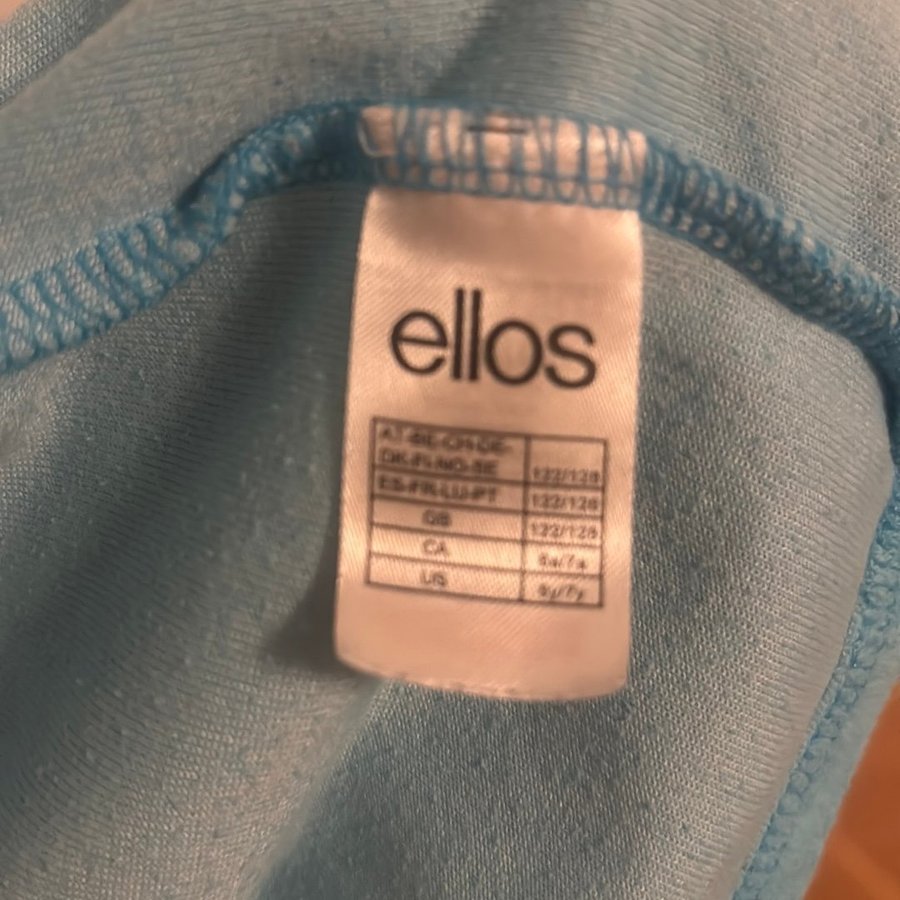 ellos
AT-BE-CH-DE-
DK-FI-NO-SE 122/128
ES-FR-LU-PT 122/128
GB 122/128
CA 6a/7a
US 6y/7y